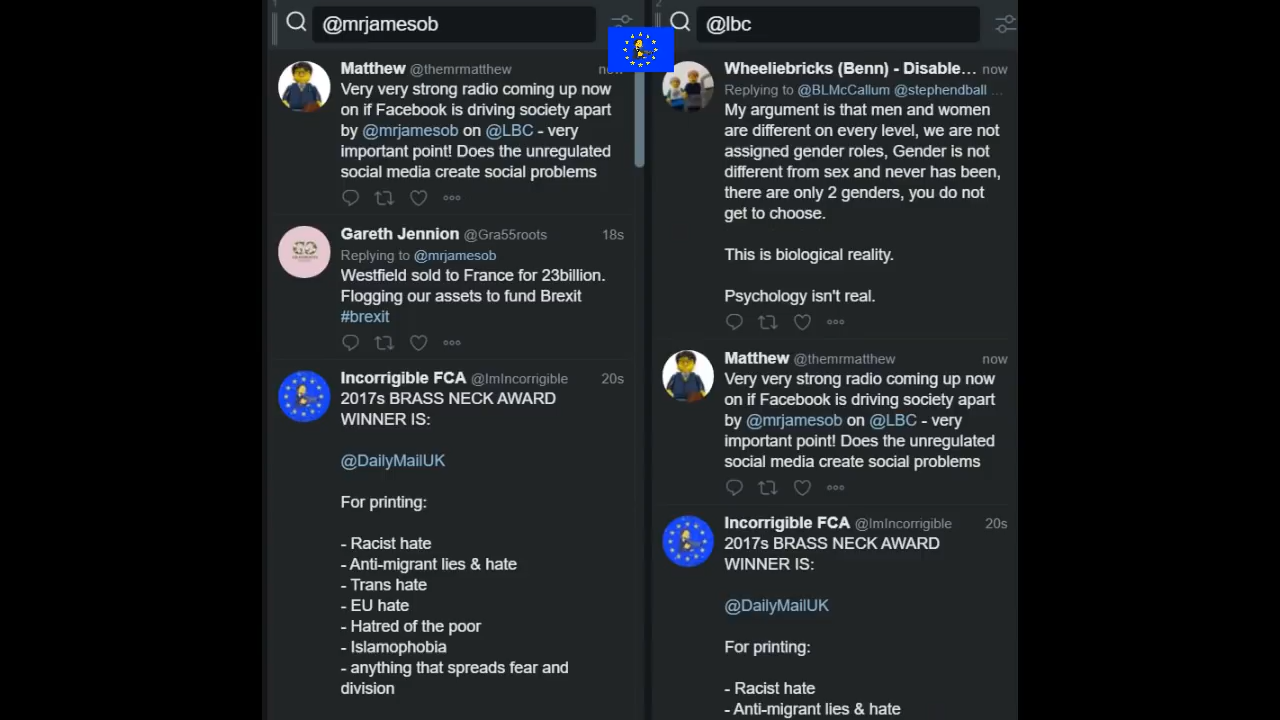 1
@mrjamesob
Matthew @themrmatthew now
Very very strong radio coming up now
on if Facebook is driving society apart
by @mrjamesob on @LBC - very
important point! Does the unregulated
social media create social problems
Gareth Jennion @Gra55roots 18s
Replying to @mrjamesob
Westfield sold to France for 23billion.
Flogging our assets to fund Brexit
#brexit
Incorrigible FCA @ImIncorrigible 20s
2017s BRASS NECK AWARD
WINNER IS:
@DailyMailUK
For printing:
- Racist hate
- Anti-migrant lies & hate
- Trans hate
- EU hate
- Hatred of the poor
- Islamophobia
- anything that spreads fear and
division
2
@lbc
Wheeliebricks (Benn) - Disable... now
Replying to @BLMcCallum @stephendball ...
My argument is that men and women
are different on every level, we are not
assigned gender roles, Gender is not
different from sex and never has been,
there are only 2 genders, you do not
get to choose.
This is biological reality.
Psychology isn't real.
Matthew @themrmatthew now
Very very strong radio coming up now
on if Facebook is driving society apart
by @mrjamesob on @LBC - very
important point! Does the unregulated
social media create social problems
Incorrigible FCA @ImIncorrigible 20s
2017s BRASS NECK AWARD
WINNER IS:
@DailyMailUK
For printing:
- Racist hate
- Anti-migrant lies & hate